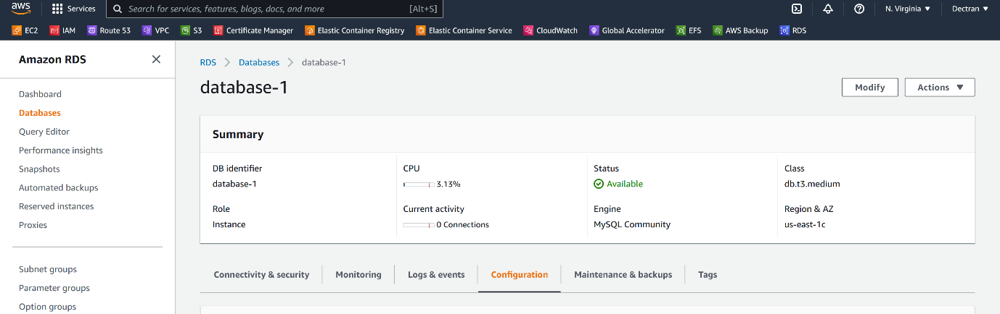 aws Services Search for services, features, blogs, docs, and more [Alt+S] N. Virginia Dectran
EC2 IAM Route 53 VPC S3 Certificate Manager Elastic Container Registry Elastic Container Service CloudWatch Global Accelerator EFS AWS Backup RDS
Amazon RDS
Dashboard
Databases
Query Editor
Performance insights
Snapshots
Automated backups
Reserved instances
Proxies
Subnet groups
Parameter groups
Option groups
RDS Databases database-1
database-1
Modify Actions
Summary
DB identifier CPU Status Class
database-1 3.13% Available db.t3.medium
Role Current activity Engine Region & AZ
Instance 0 Connections MySQL Community us-east-1c
Connectivity & security Monitoring Logs & events Configuration Maintenance & backups Tags